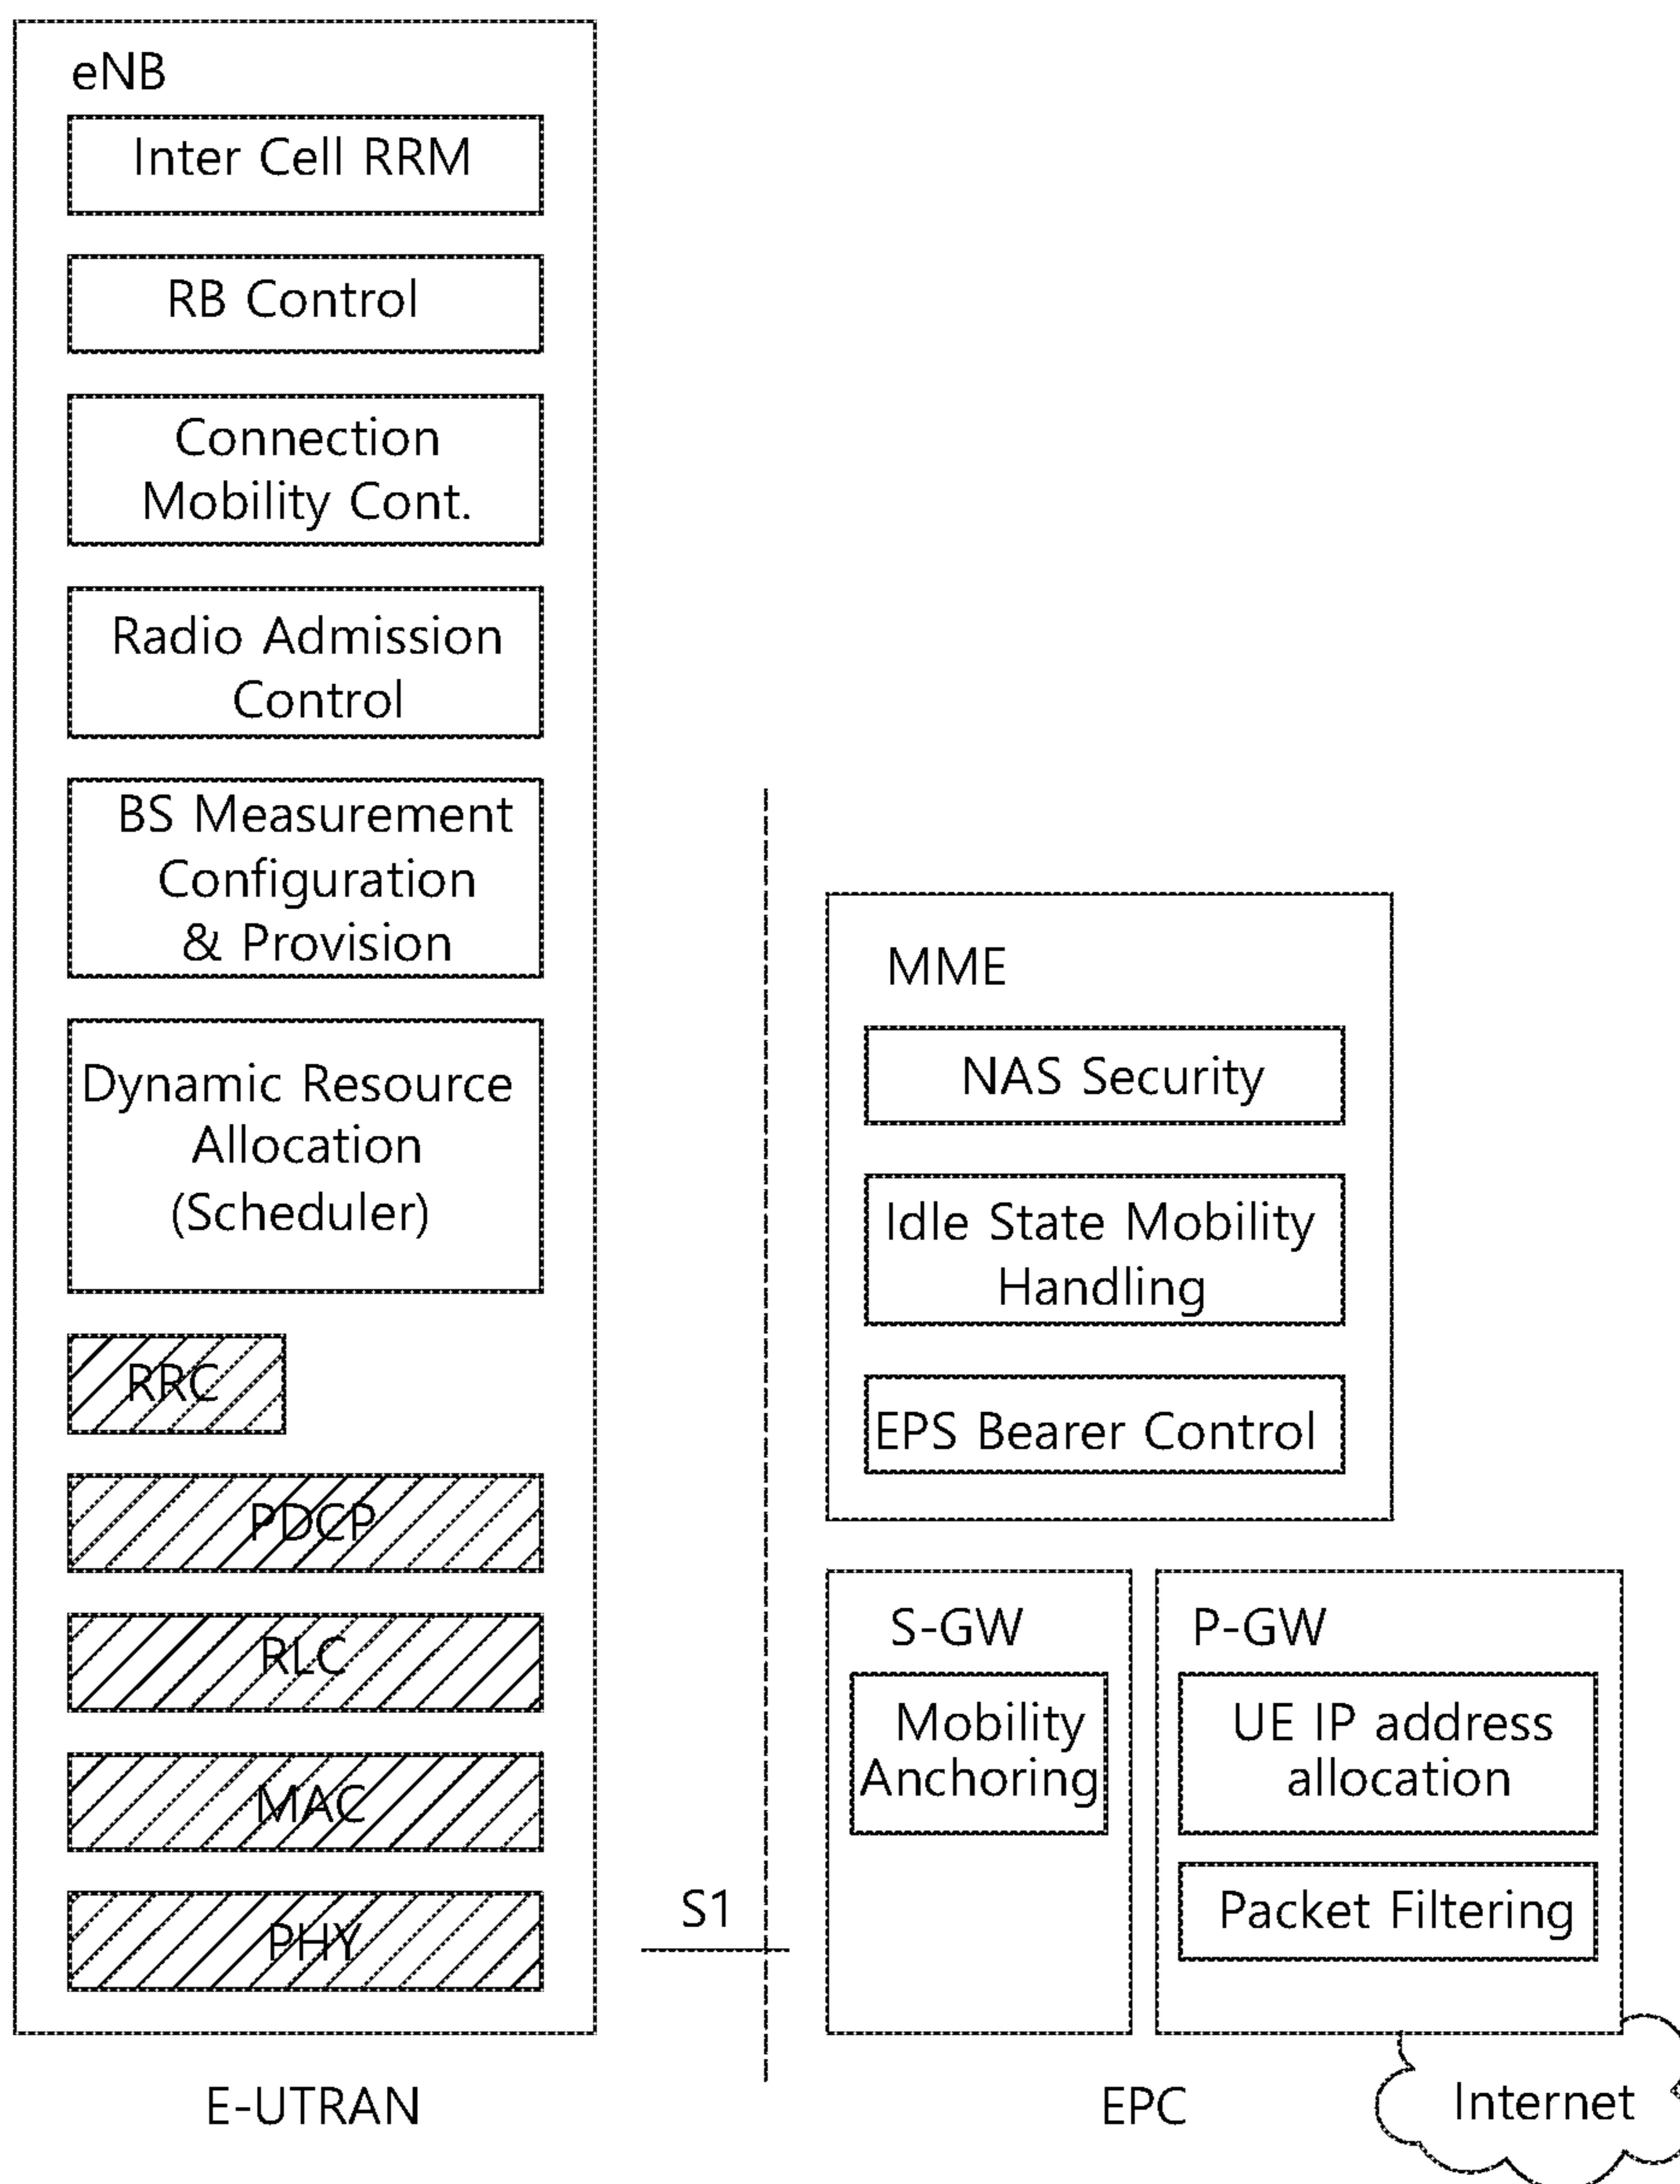 eNB
Inter Cell RRM
RB Control
Connection
Mobility Cont.
Radio Admission
Control
BS Measurement
Configuration
& Provision
Dynamic Resource
Allocation
(Scheduler)
RRC
PDCP
RLC
MAC
PHY
S1
MME
NAS Security
Idle State Mobility
Handling
EPS Bearer Control
S-GW
Mobility
Anchoring
P-GW
UE IP address
allocation
Packet Filtering
E-UTRAN
EPC
Internet